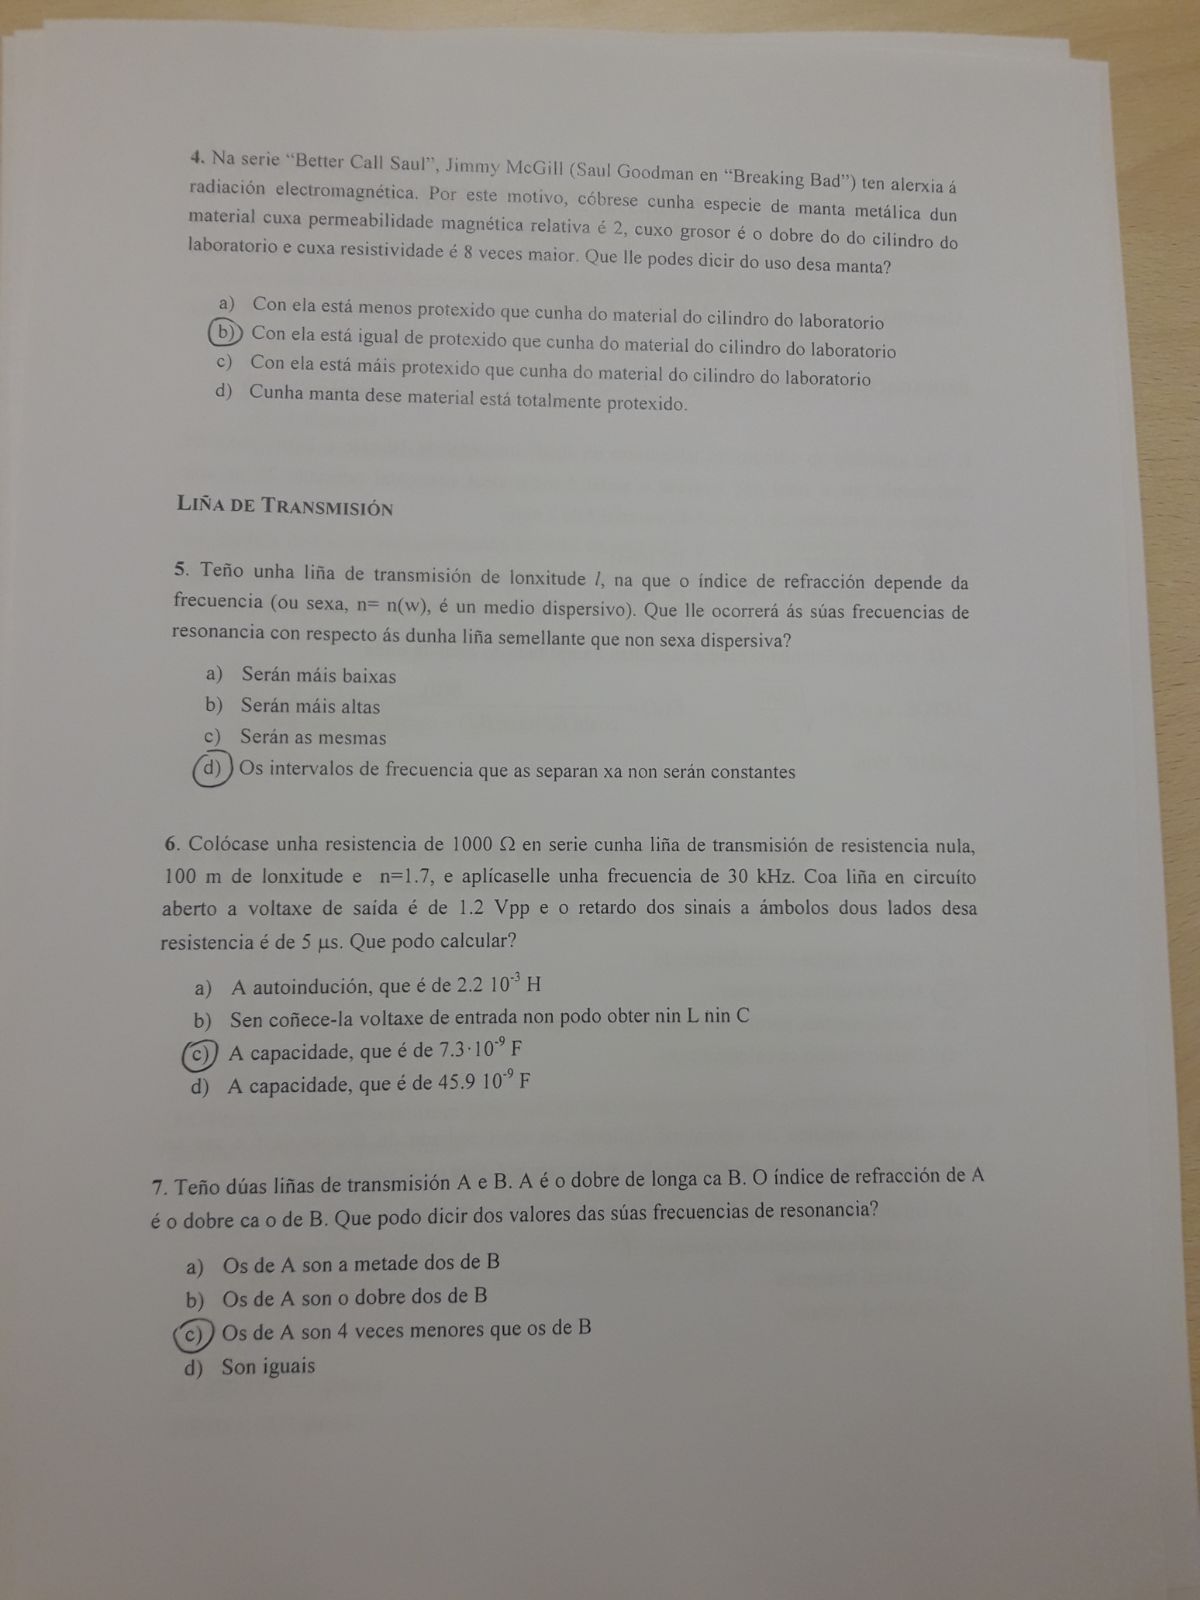 4. Na serie “Better Call Saul”, Jimmy McGill (Saul Goodman en “Breaking Bad”) ten alerxia á
radiación electromagnética. Por este motivo, cóbrese cunha especie de manta metálica dun
material cuxa permeabilidade magnética relativa é 2, cuxo grosor é o dobre do do cilindro do
laboratorio e cuxa resistividade é 8 veces maior. Que lle podes dicir do uso desa manta?
a) Con ela está menos protexido que cunha do material do cilindro do laboratorio
b) Con ela está igual de protexido que cunha do material do cilindro do laboratorio
c) Con ela está máis protexido que cunha do material do cilindro do laboratorio
d) Cunha manta dese material está totalmente protexido.
LIÑA DE TRANSMISIÓN
5. Teño unha liña de transmisión de lonxitude l, na que o índice de refracción depende da
frecuencia (ou sexa, n= n(w), é un medio dispersivo). Que lle ocorrerá ás súas frecuencias de
resonancia con respecto ás dunha liña semellante que non sexa dispersiva?
a) Serán máis baixas
b) Serán máis altas
c) Serán as mesmas
d) Os intervalos de frecuencia que as separan xa non serán constantes
6. Colócase unha resistencia de 1000 Ω en serie cunha liña de transmisión de resistencia nula,
100 m de lonxitude e n=1.7, e aplícaselle unha frecuencia de 30 kHz. Coa liña en circuíto
aberto a voltaxe de saída é de 1.2 Vpp e o retardo dos sinais a ámbolos dous lados desa
resistencia é de 5 μs. Que podo calcular?
a) A autoindución, que é de 2.2 10⁻³ H
b) Sen coñece-la voltaxe de entrada non podo obter nin L nin C
c) A capacidade, que é de 7.3·10⁻⁹ F
d) A capacidade, que é de 45.9 10⁻⁹ F
7. Teño dúas liñas de transmisión A e B. A é o dobre de longa ca B. O índice de refracción de A
é o dobre ca o de B. Que podo dicir dos valores das súas frecuencias de resonancia?
a) Os de A son a metade dos de B
b) Os de A son o dobre dos de B
c) Os de A son 4 veces menores que os de B
d) Son iguais